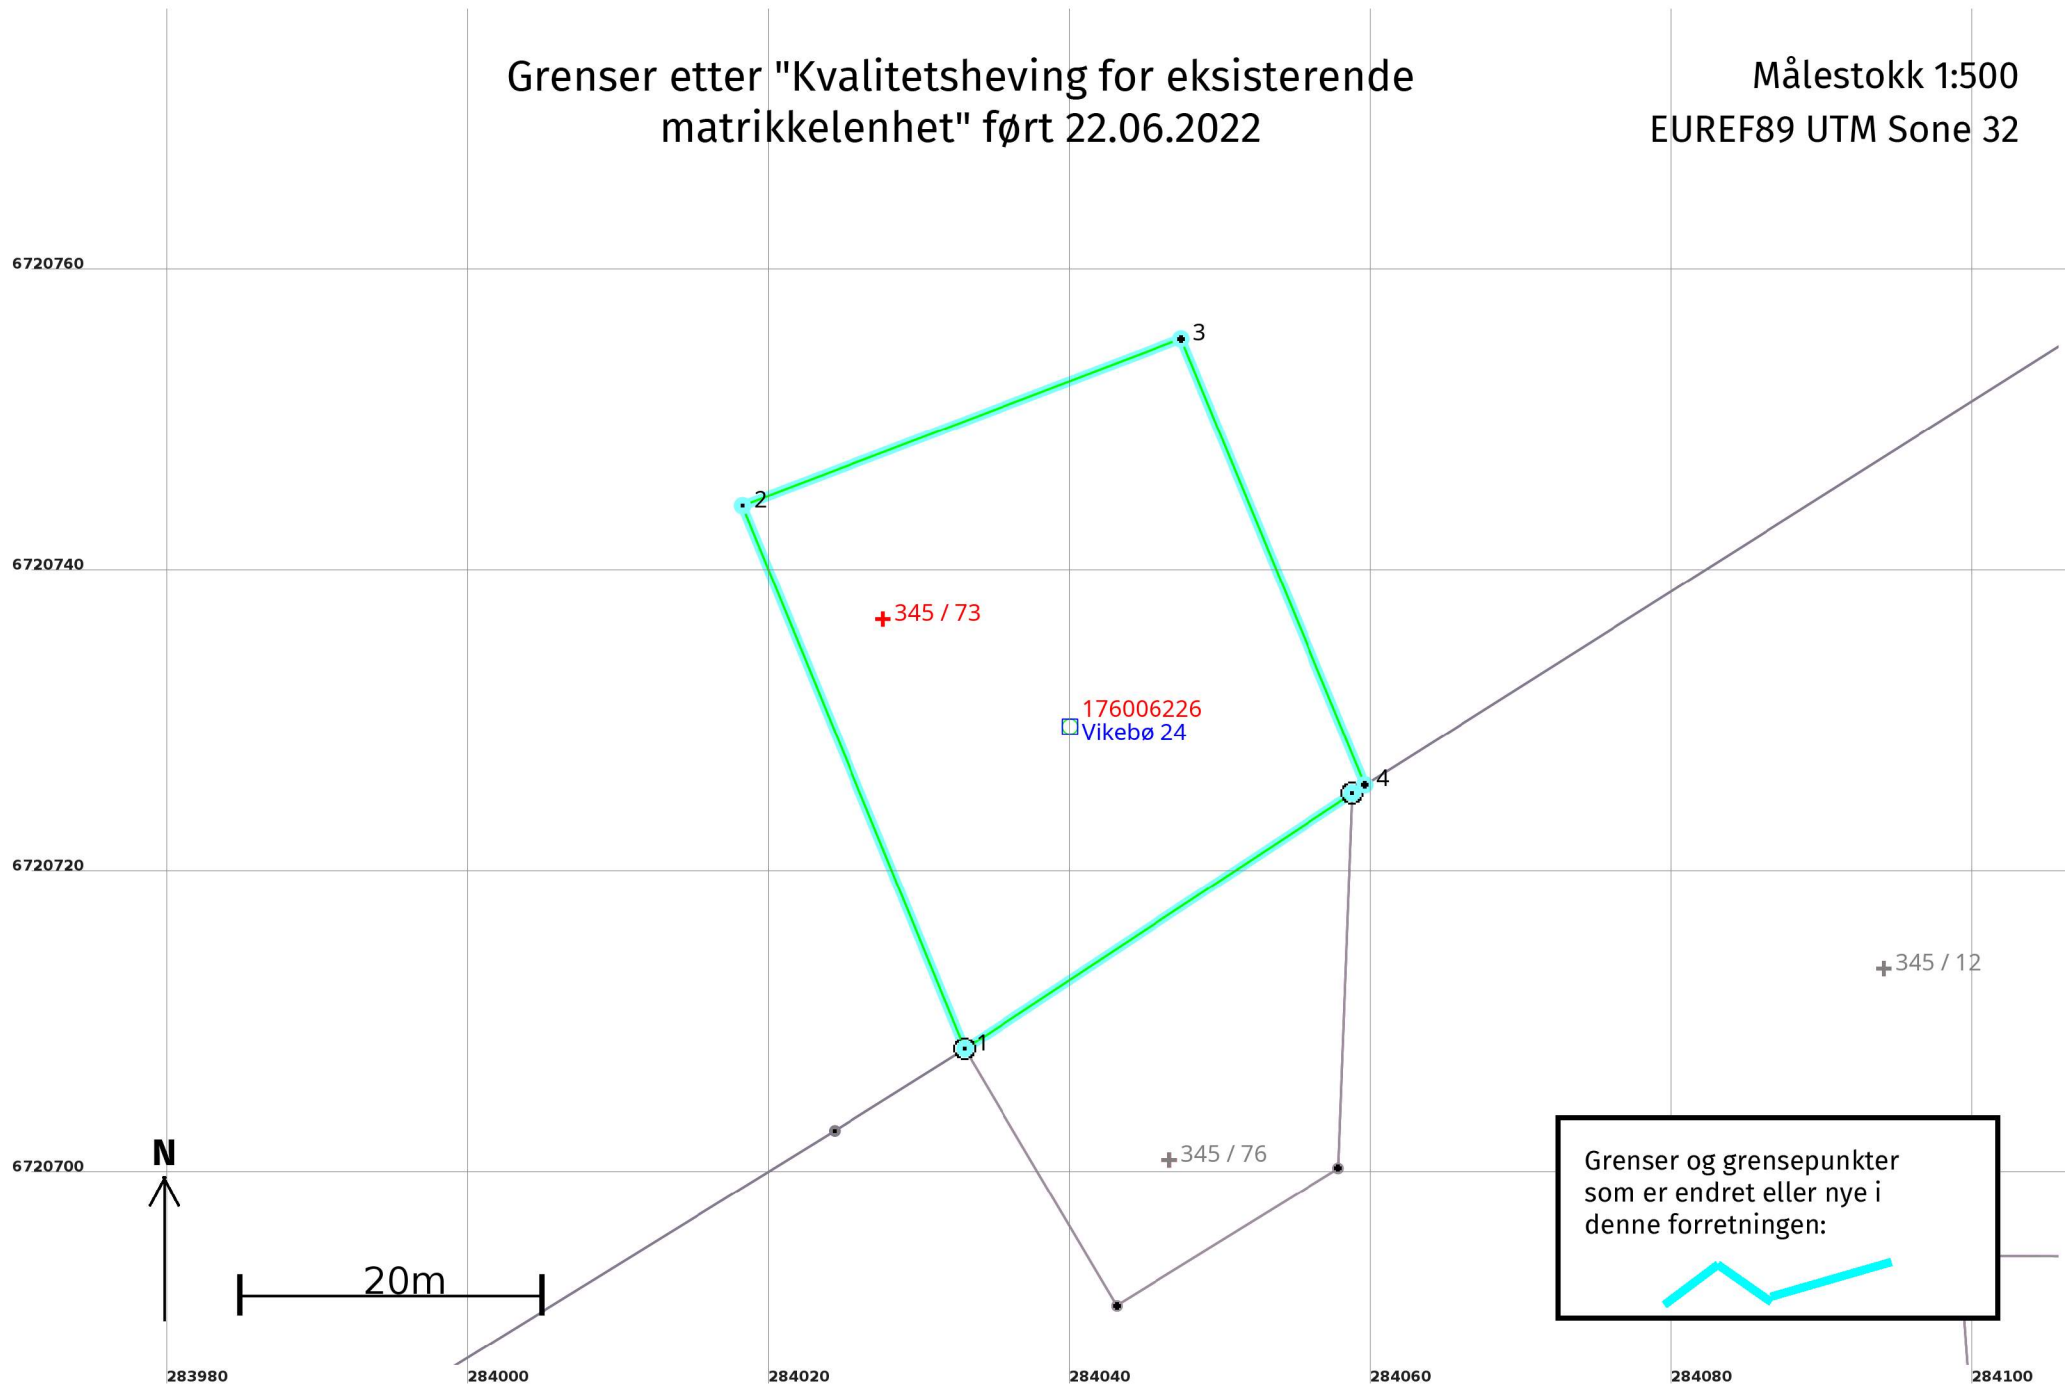 Grenser etter "Kvalitetsheving for eksisterende
matrikkelenhet" ført 22.06.2022
Målestokk 1:500
EUREF89 UTM Sone 32
6720760
3
2
6720740
345 / 73
176006226
Vikebø 24
4
6720720
345 / 12
1
345 / 76
6720700
N
20m
Grenser og grensepunkter
som er endret eller nye i
denne forretningen:
283980
284000
284020
284040
284060
284080
284100